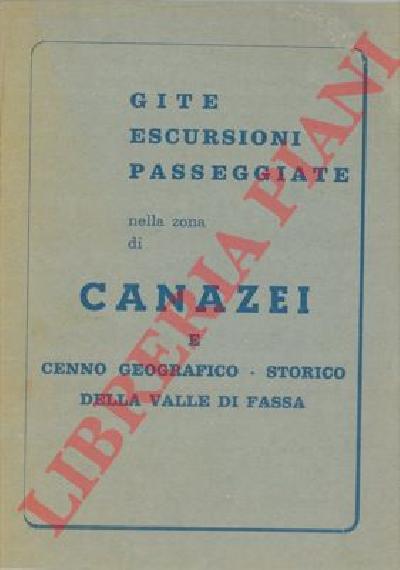 GITE
ESCURSIONI
PASSEGGIATE
nella zona
di
CANAZEI
E
CENNO GEOGRAFICO - STORICO
DELLA VALLE DI FASSA
LIBRERIA PIANI